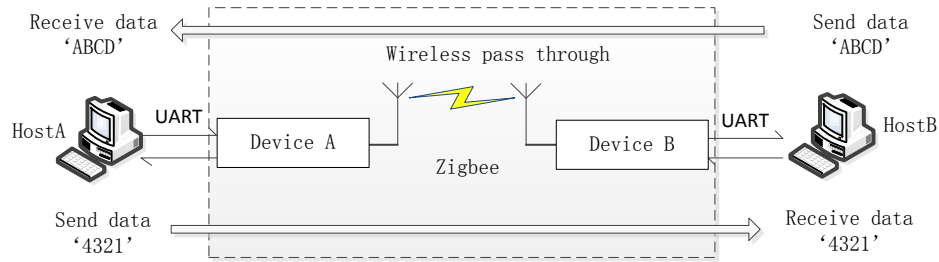 Receive data
‘ABCD’
Send data
‘ABCD’
Wireless pass through
HostA
UART
Device A
Zigbee
Device B
UART
HostB
Send data
‘4321’
Receive data
‘4321’